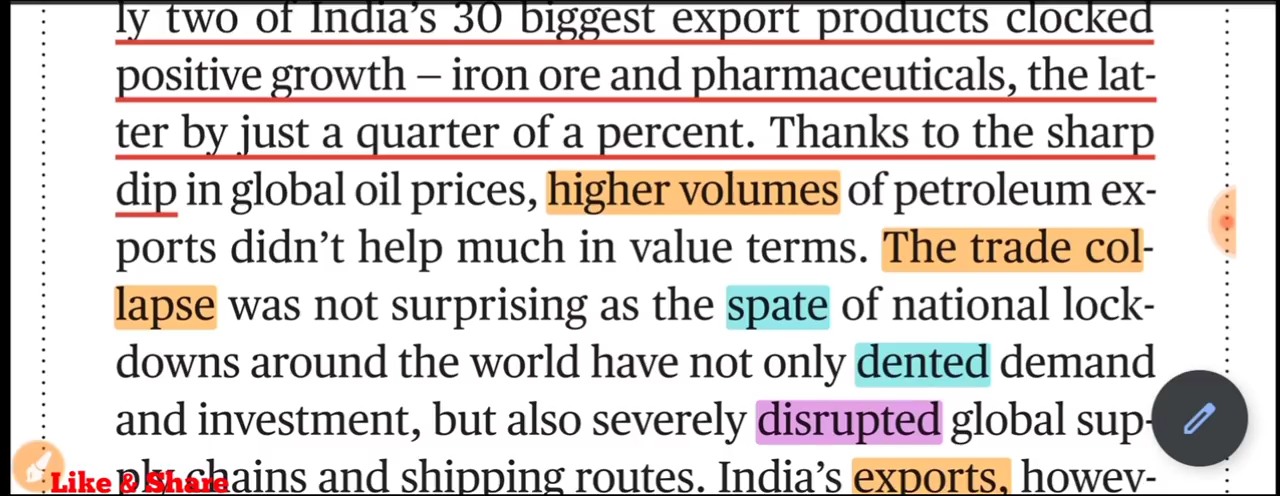 ly two of India’s 30 biggest export products clocked
positive growth – iron ore and pharmaceuticals, the lat-
ter by just a quarter of a percent. Thanks to the sharp
dip in global oil prices, higher volumes of petroleum ex-
ports didn’t help much in value terms. The trade col-
lapse was not surprising as the spate of national lock-
downs around the world have not only dented demand
and investment, but also severely disrupted global sup-
ply chains and shipping routes. India’s exports, howev-
Like & Share